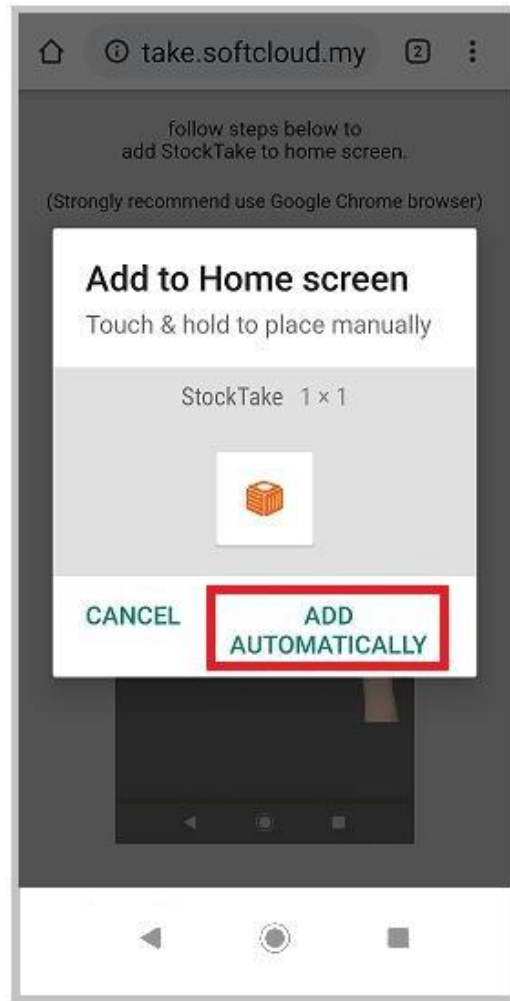 take.softcloud.my 2
follow steps below to
add StockTake to home screen.
(Strongly recommend use Google Chrome browser)
Add to Home screen
Touch & hold to place manually
StockTake 1 × 1
CANCEL ADD
AUTOMATICALLY